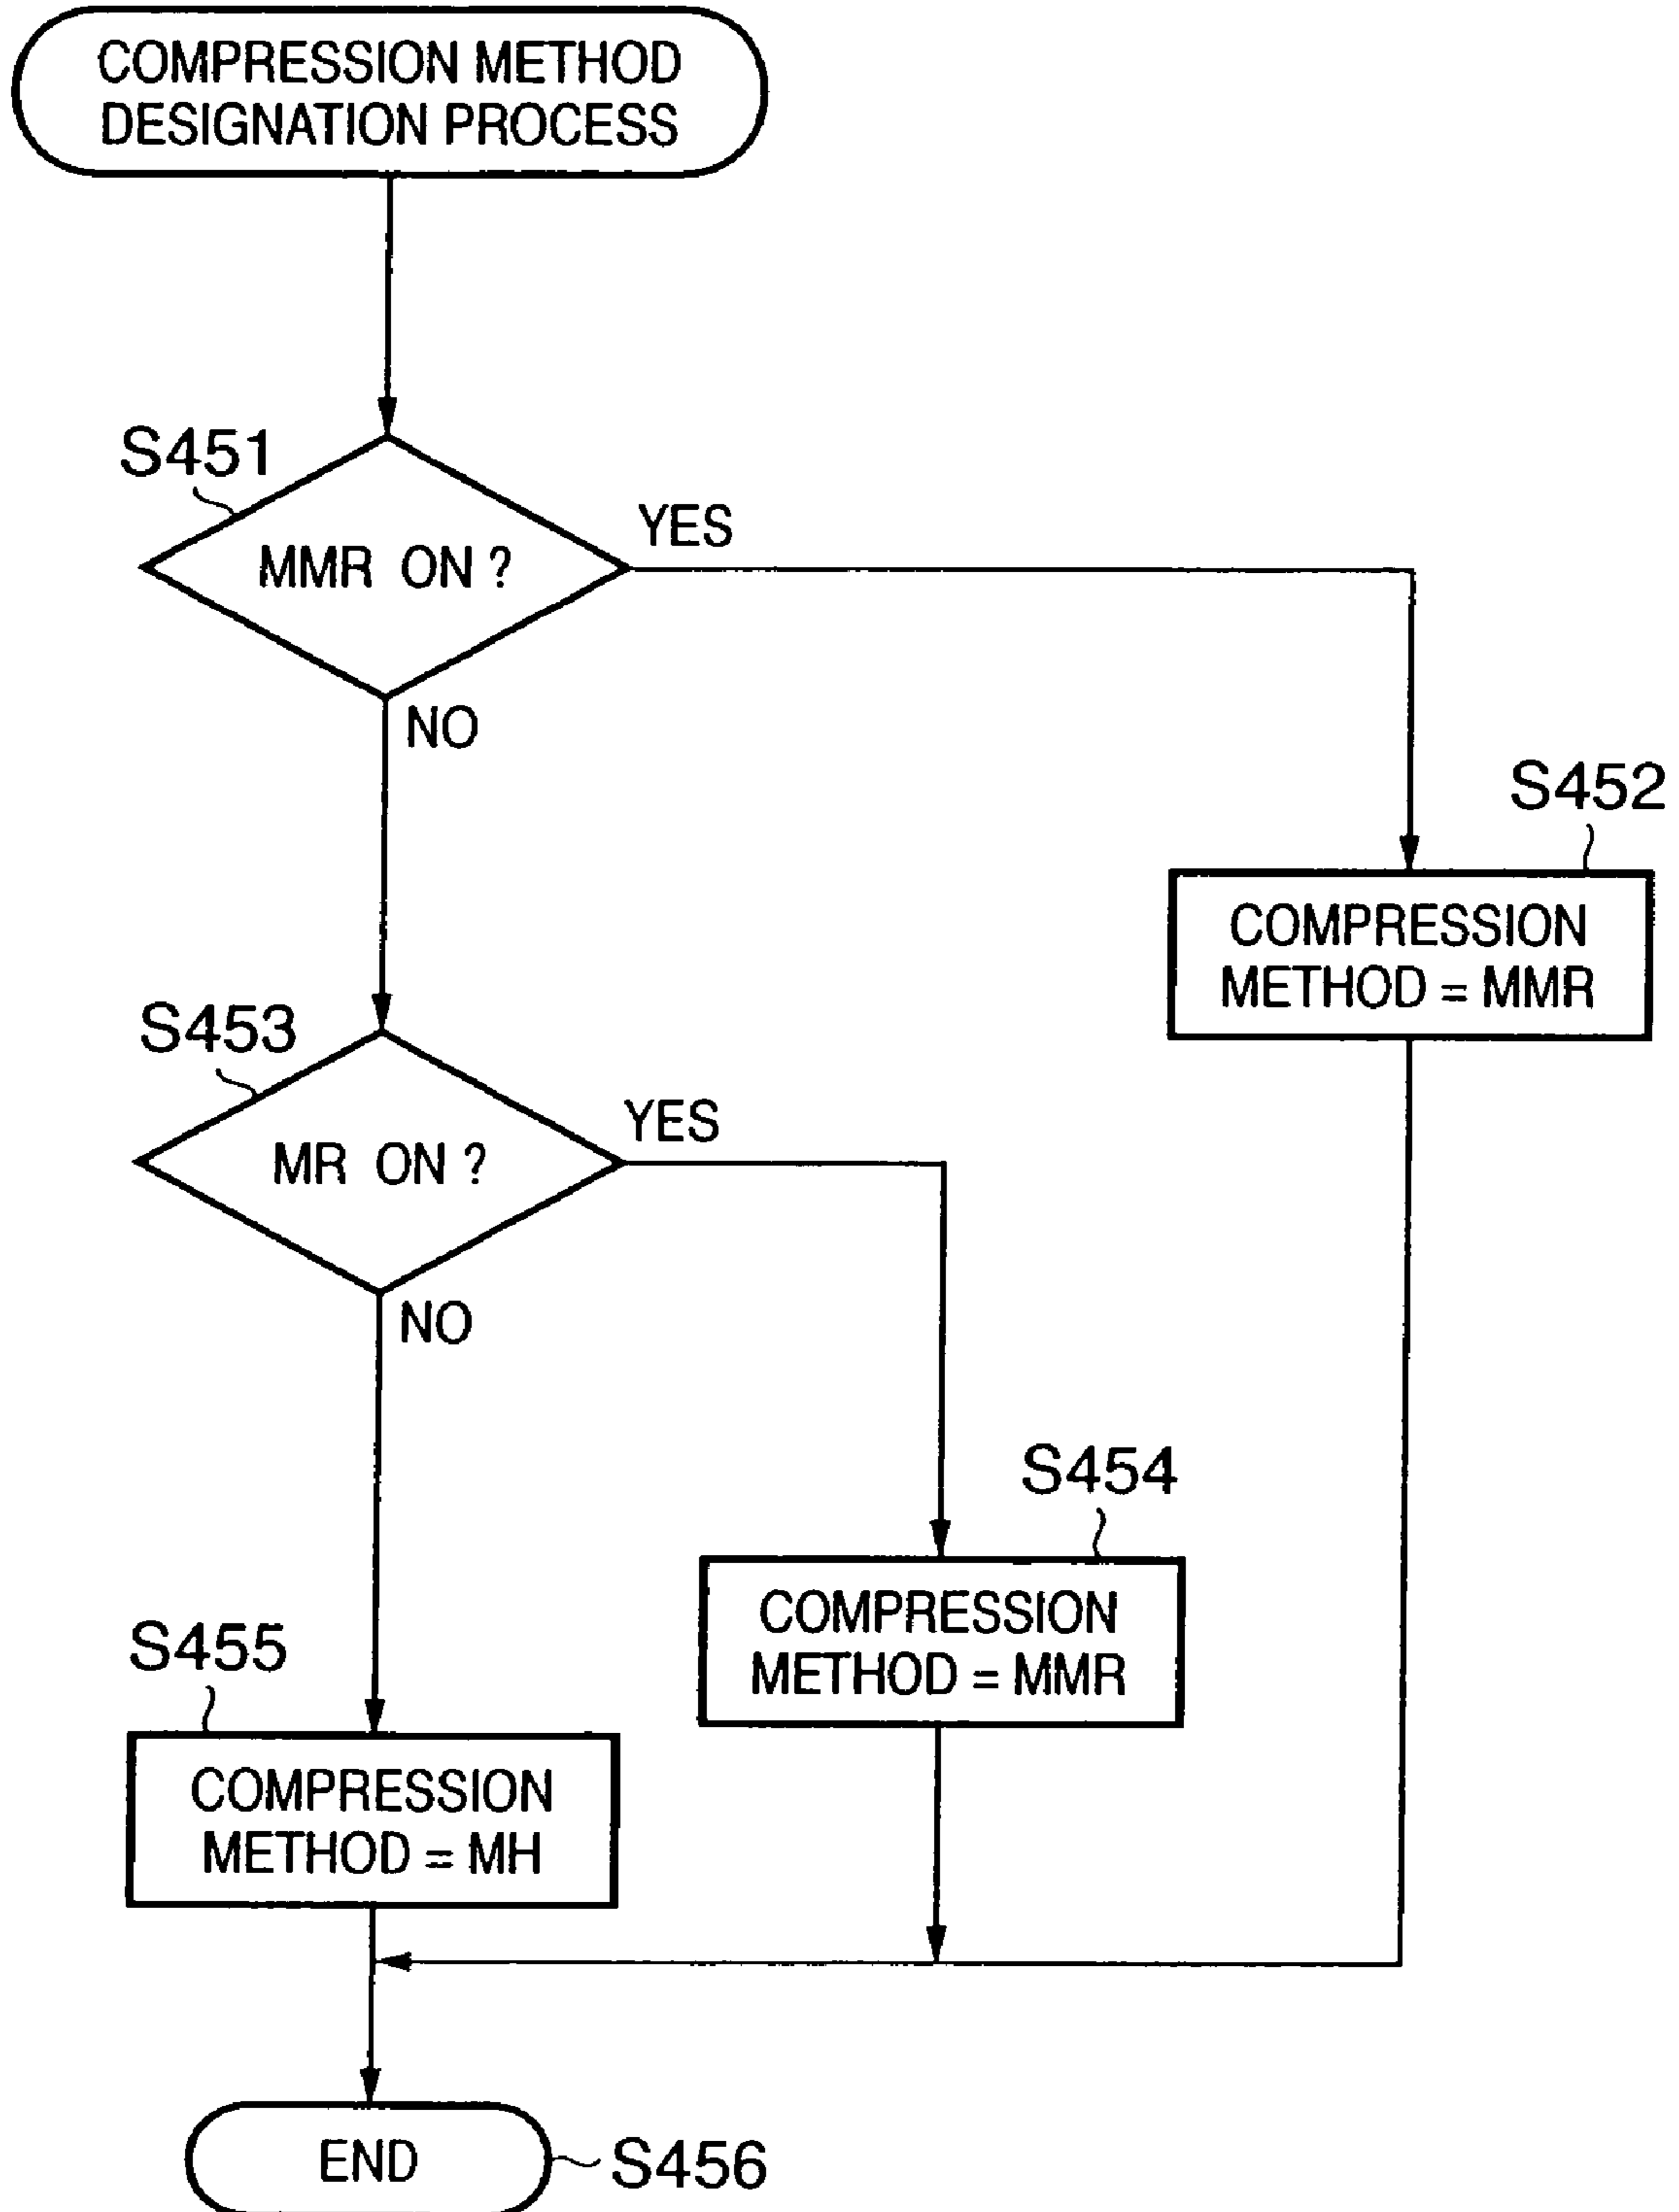 COMPRESSION METHOD
DESIGNATION PROCESS
S451
MMR ON ?
YES
NO
S452
COMPRESSION
METHOD = MMR
S453
MR ON ?
YES
NO
S454
COMPRESSION
METHOD = MMR
S455
COMPRESSION
METHOD = MH
END
S456